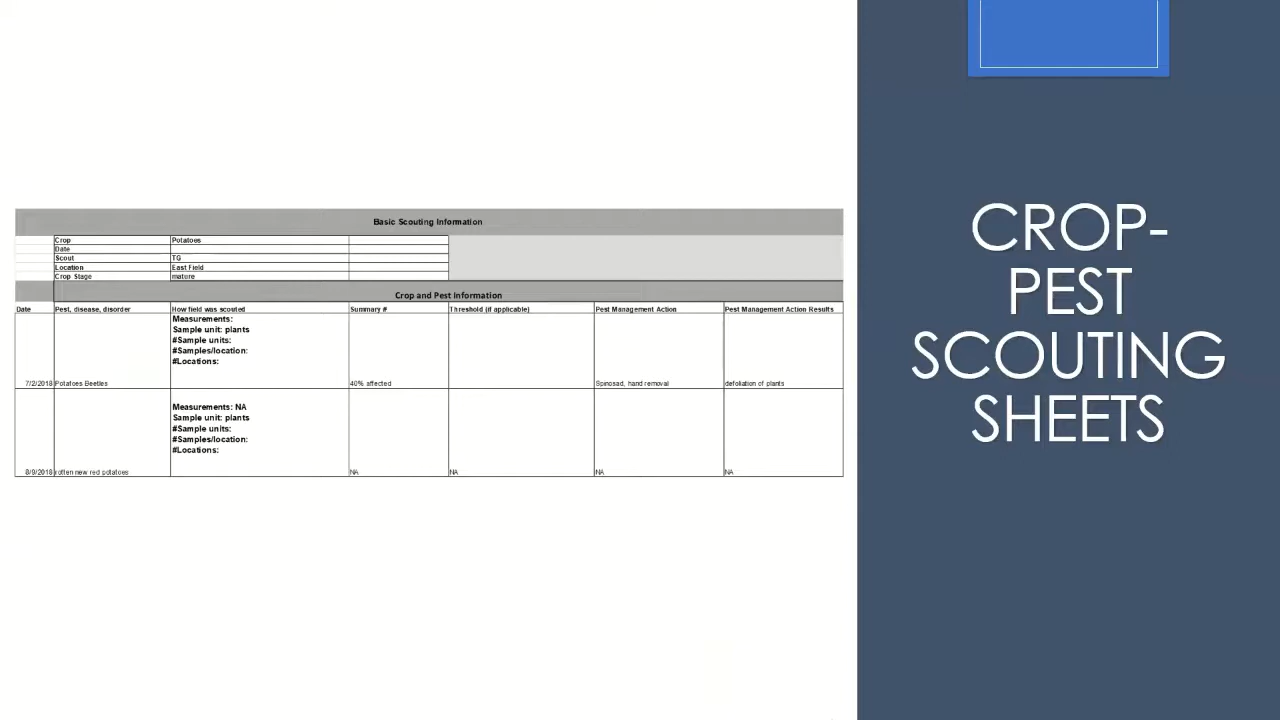 Basic Scouting Information
Crop Potatoes
Date
Scout TG
Location East Field
Crop Stage mature
Crop and Pest Information
Date Pest, disease, disorder How field was scouted Summary # Threshold (if applicable) Pest Management Action Pest Management Action Results
Measurements:
Sample unit: plants
#Sample units:
#Samples/location:
#Locations:
7/2/2018 Potatoes Beetles 40% affected Spinosad, hand removal defoliation of plants
Measurements: NA
Sample unit: plants
#Sample units:
#Samples/location:
#Locations:
8/9/2018 rotten new red potatoes NA NA NA NA
CROP-
PEST
SCOUTING
SHEETS